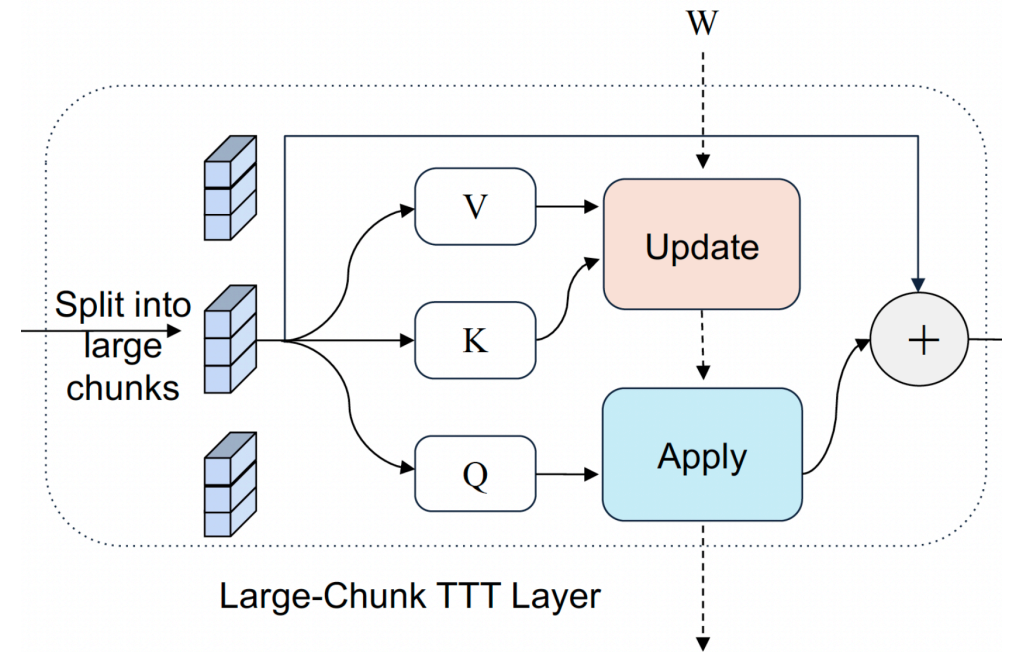 W
V
Update
Split into
large
chunks
K
+
Q
Apply
Large-Chunk TTT Layer